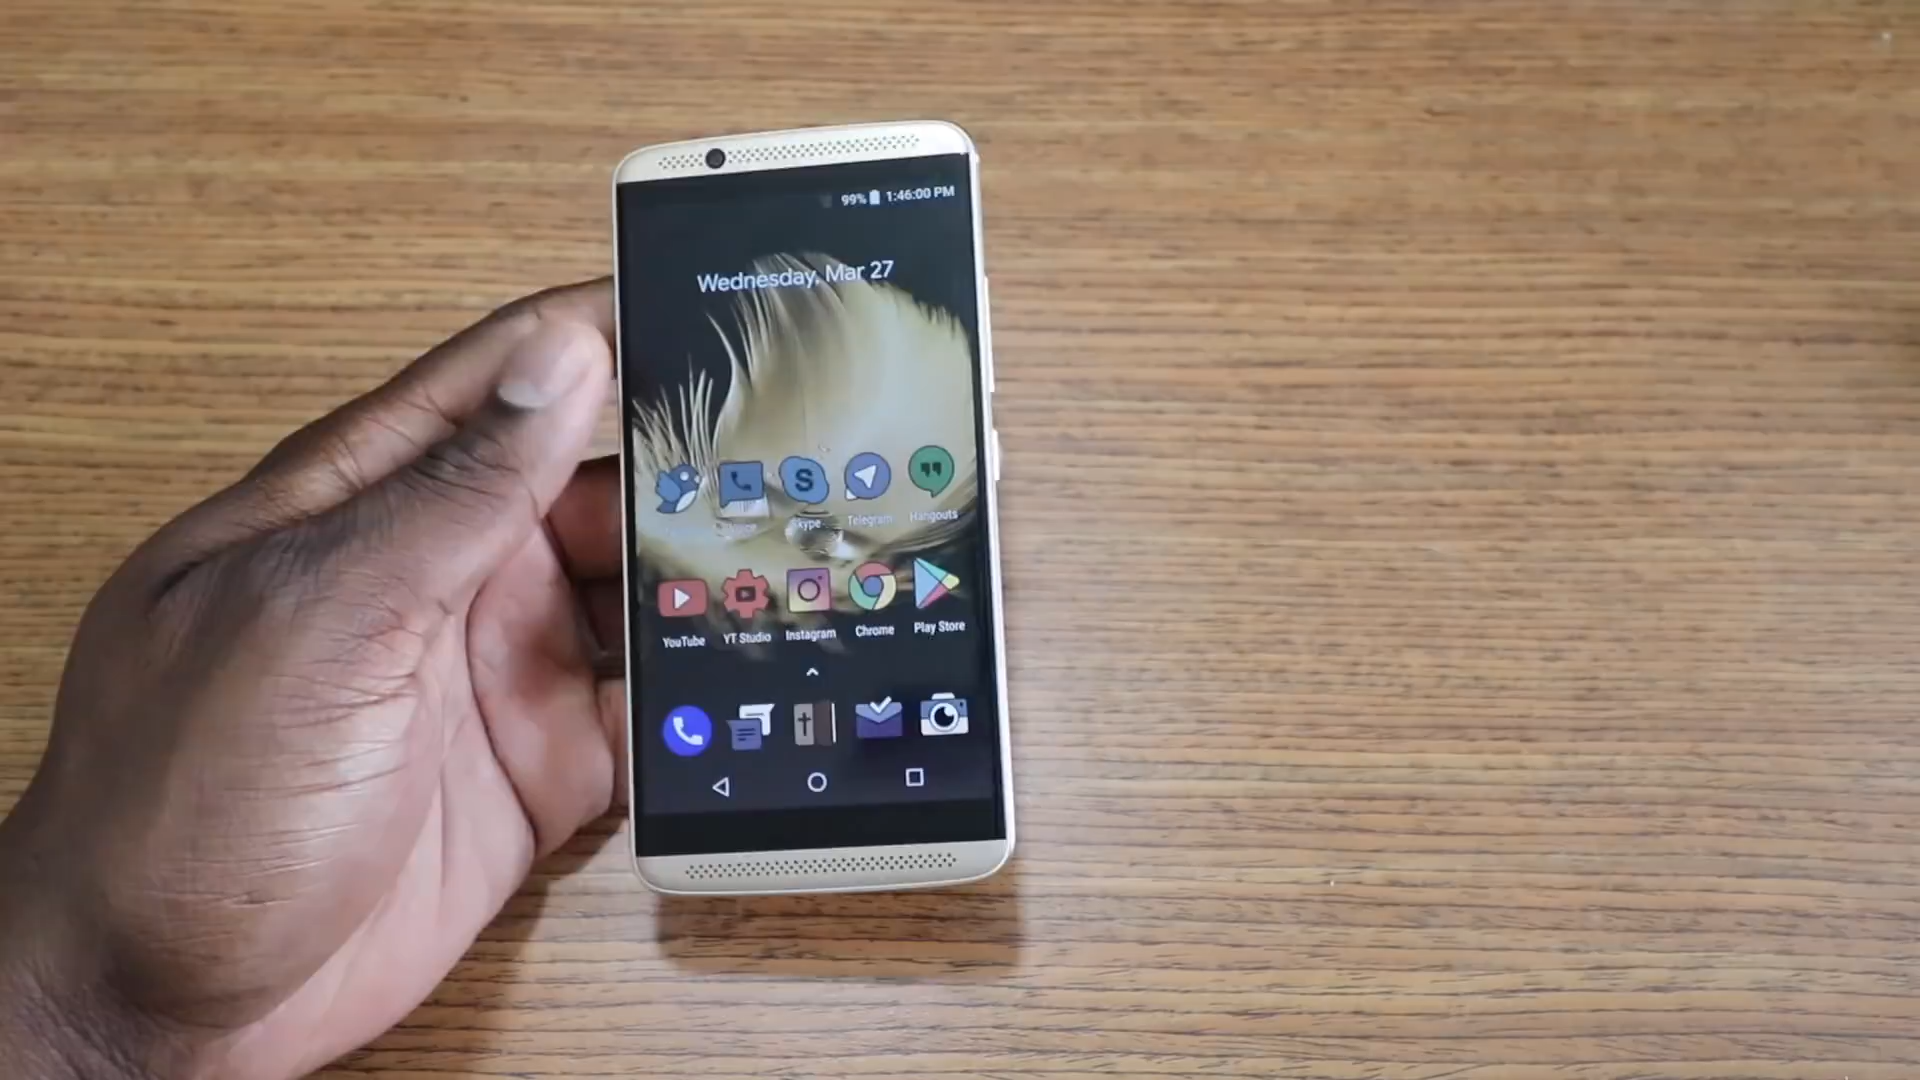 99% 1:46:00 PM
Wednesday, Mar 27
Skype Telegram Hangouts
YouTube YT Studio Instagram Chrome Play Store